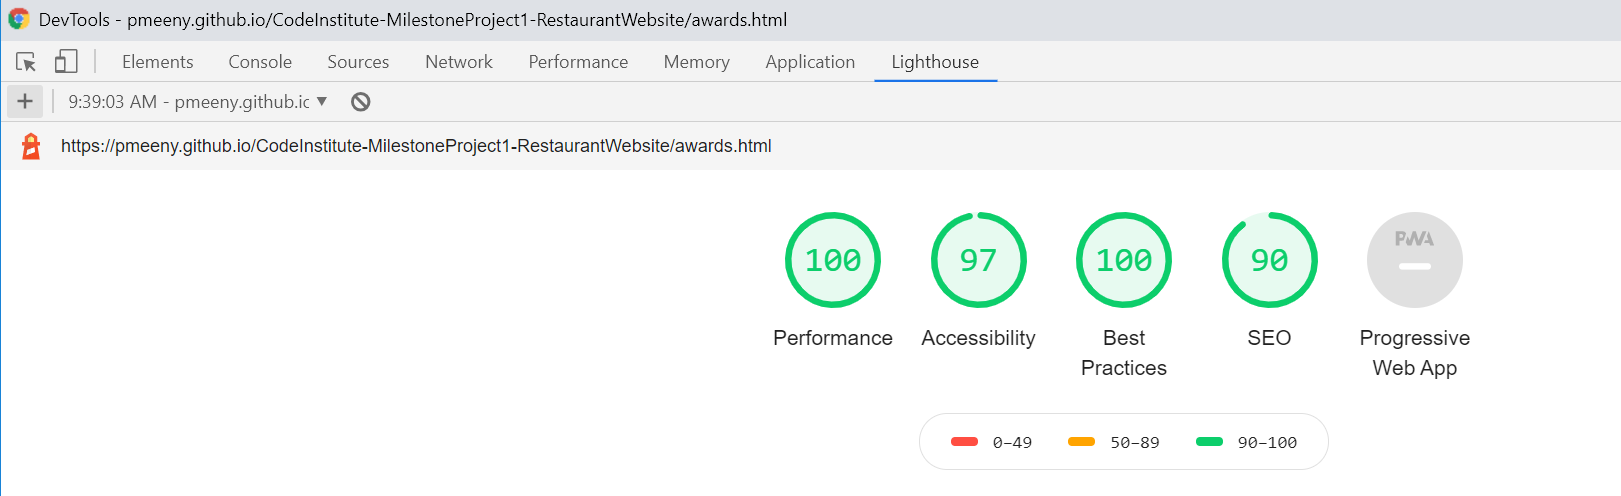 DevTools - pmeeny.github.io/CodeInstitute-MilestoneProject1-RestaurantWebsite/awards.html
Elements Console Sources Network Performance Memory Application Lighthouse
+ 9:39:03 AM - pmeeny.github.ic ▼
https://pmeeny.github.io/CodeInstitute-MilestoneProject1-RestaurantWebsite/awards.html
100 97 100 90 PWA
Performance Accessibility Best Practices SEO Progressive Web App
0–49 50–89 90–100